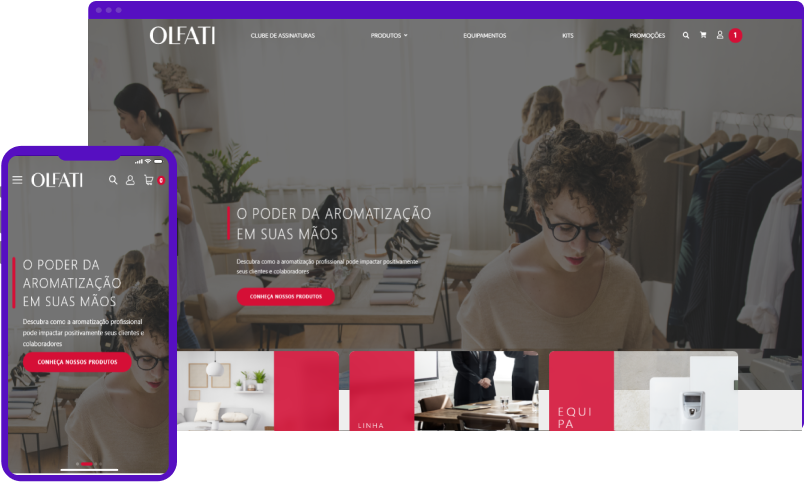 OLFATI
CLUBE DE ASSINATURAS
PRODUTOS
EQUIPAMENTOS
KITS
PROMOÇÕES
1
O PODER DA AROMATIZAÇÃO
EM SUAS MÃOS
Descubra como a aromatização profissional pode impactar positivamente
seus clientes e colaboradores
CONHEÇA NOSSOS PRODUTOS
LINHA
EQUI
PA
OLFATI
0
O PODER DA
AROMATIZAÇÃO
EM SUAS MÃOS
Descubra como a aromatização profissional
pode impactar positivamente seus clientes e
colaboradores
CONHEÇA NOSSOS PRODUTOS